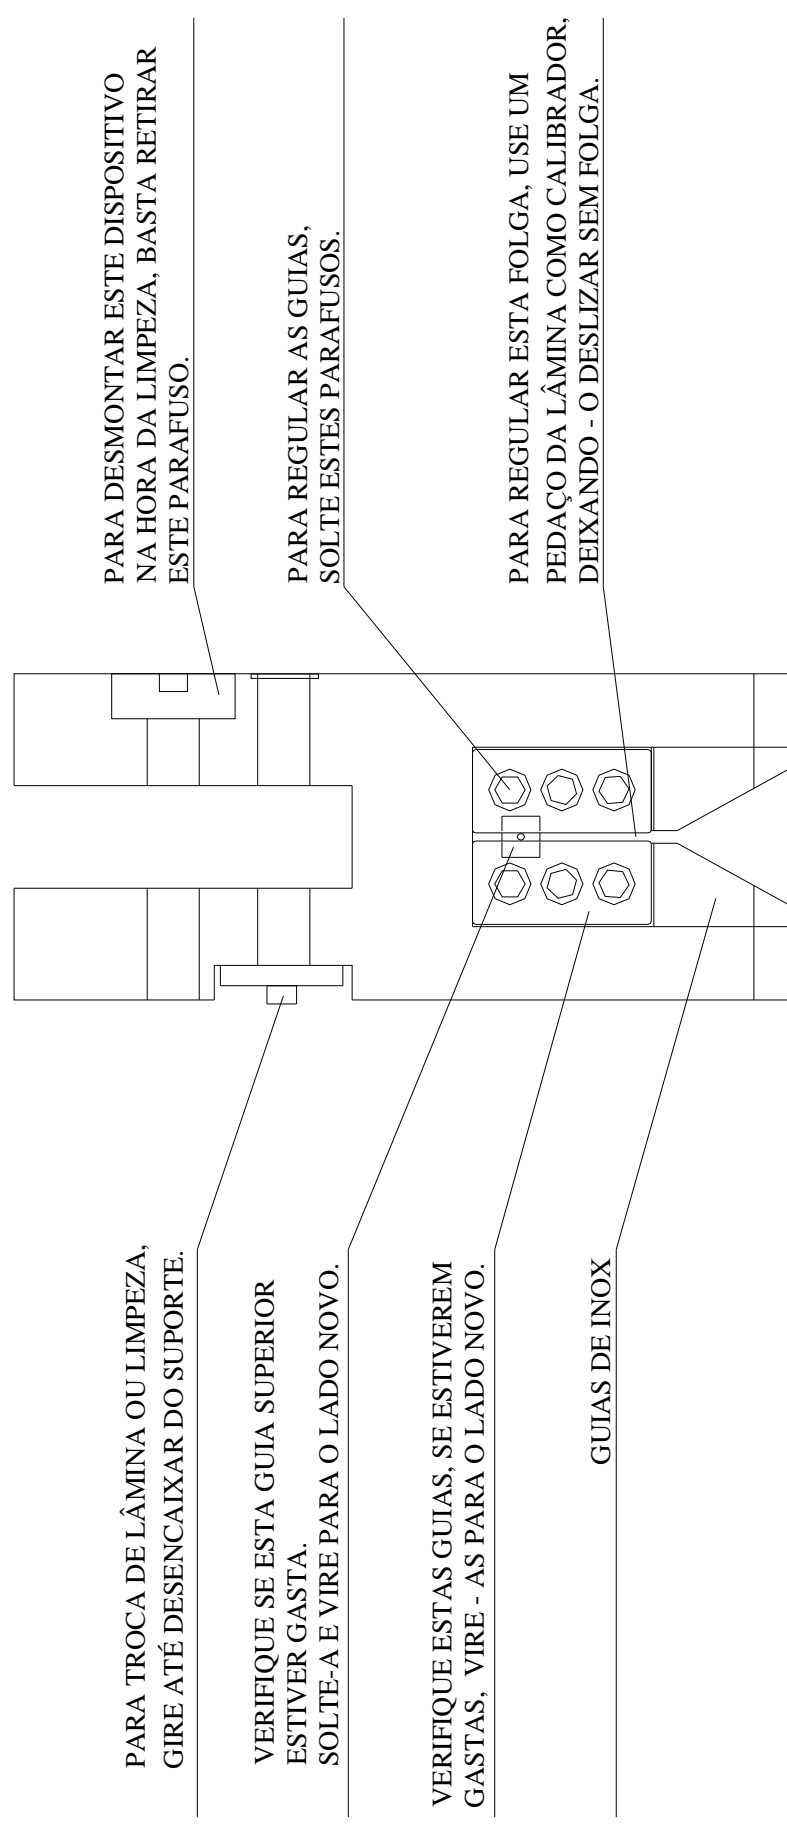 PARA TROCA DE LÂMINA OU LIMPEZA,
GIRE ATÉ DESENCAIXAR DO SUPORTE.
VERIFIQUE SE ESTA GUIA SUPERIOR
ESTIVER GASTA.
SOLTE-A E VIRE PARA O LADO NOVO.
VERIFIQUE ESTAS GUIAS, SE ESTIVEREM
GASTAS, VIRE - AS PARA O LADO NOVO.
GUIAS DE INOX
PARA DESMONTAR ESTE DISPOSITIVO
NA HORA DA LIMPEZA, BASTA RETIRAR
ESTE PARAFUSO.
PARA REGULAR AS GUIAS,
SOLTE ESTES PARAFUSOS.
PARA REGULAR ESTA FOLGA, USE UM
PEDAÇO DA LÂMINA COMO CALIBRADOR,
DEIXANDO - O DESLIZAR SEM FOLGA.